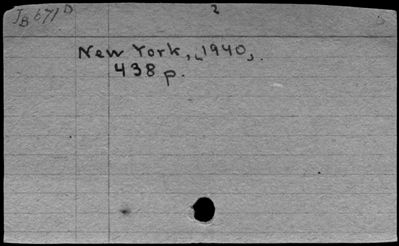 JB671D 2
New York, 1940,
438 p.